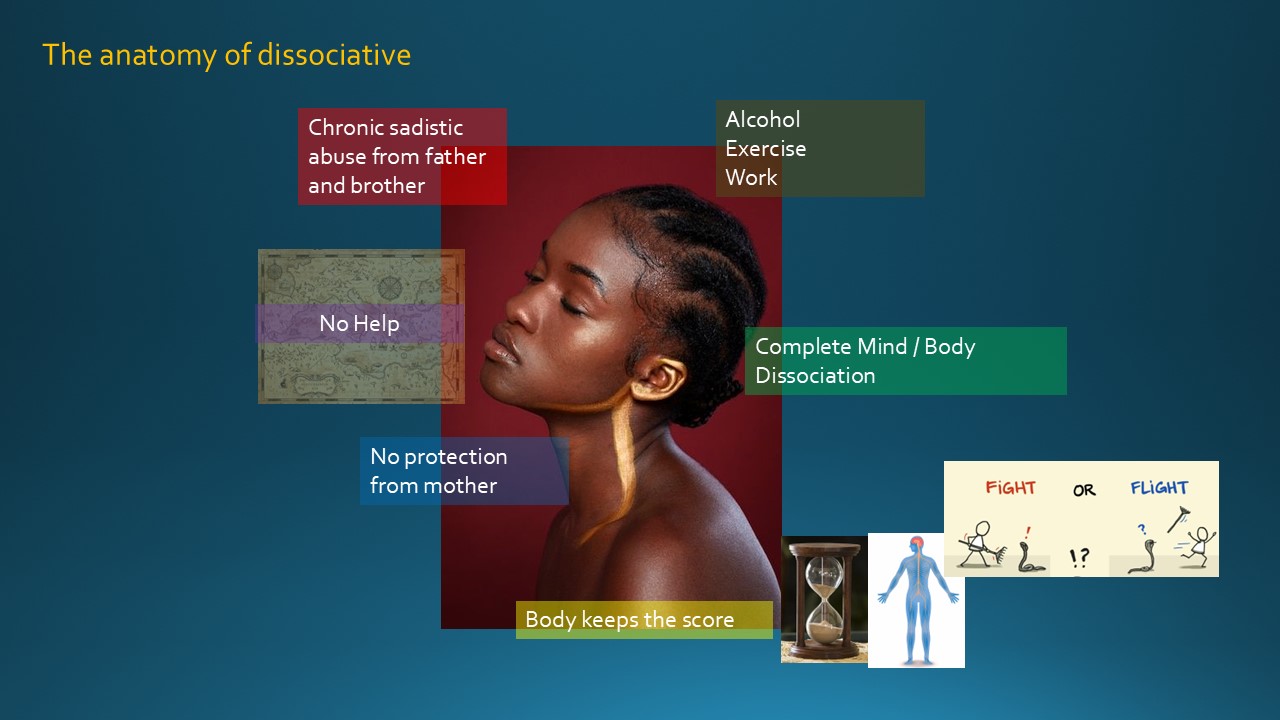 The anatomy of dissociative
Chronic sadistic
abuse from father
and brother
Alcohol
Exercise
Work
No Help
Complete Mind / Body
Dissociation
No protection
from mother
FiGHT OR FLiGHT
! !? ?
Body keeps the score